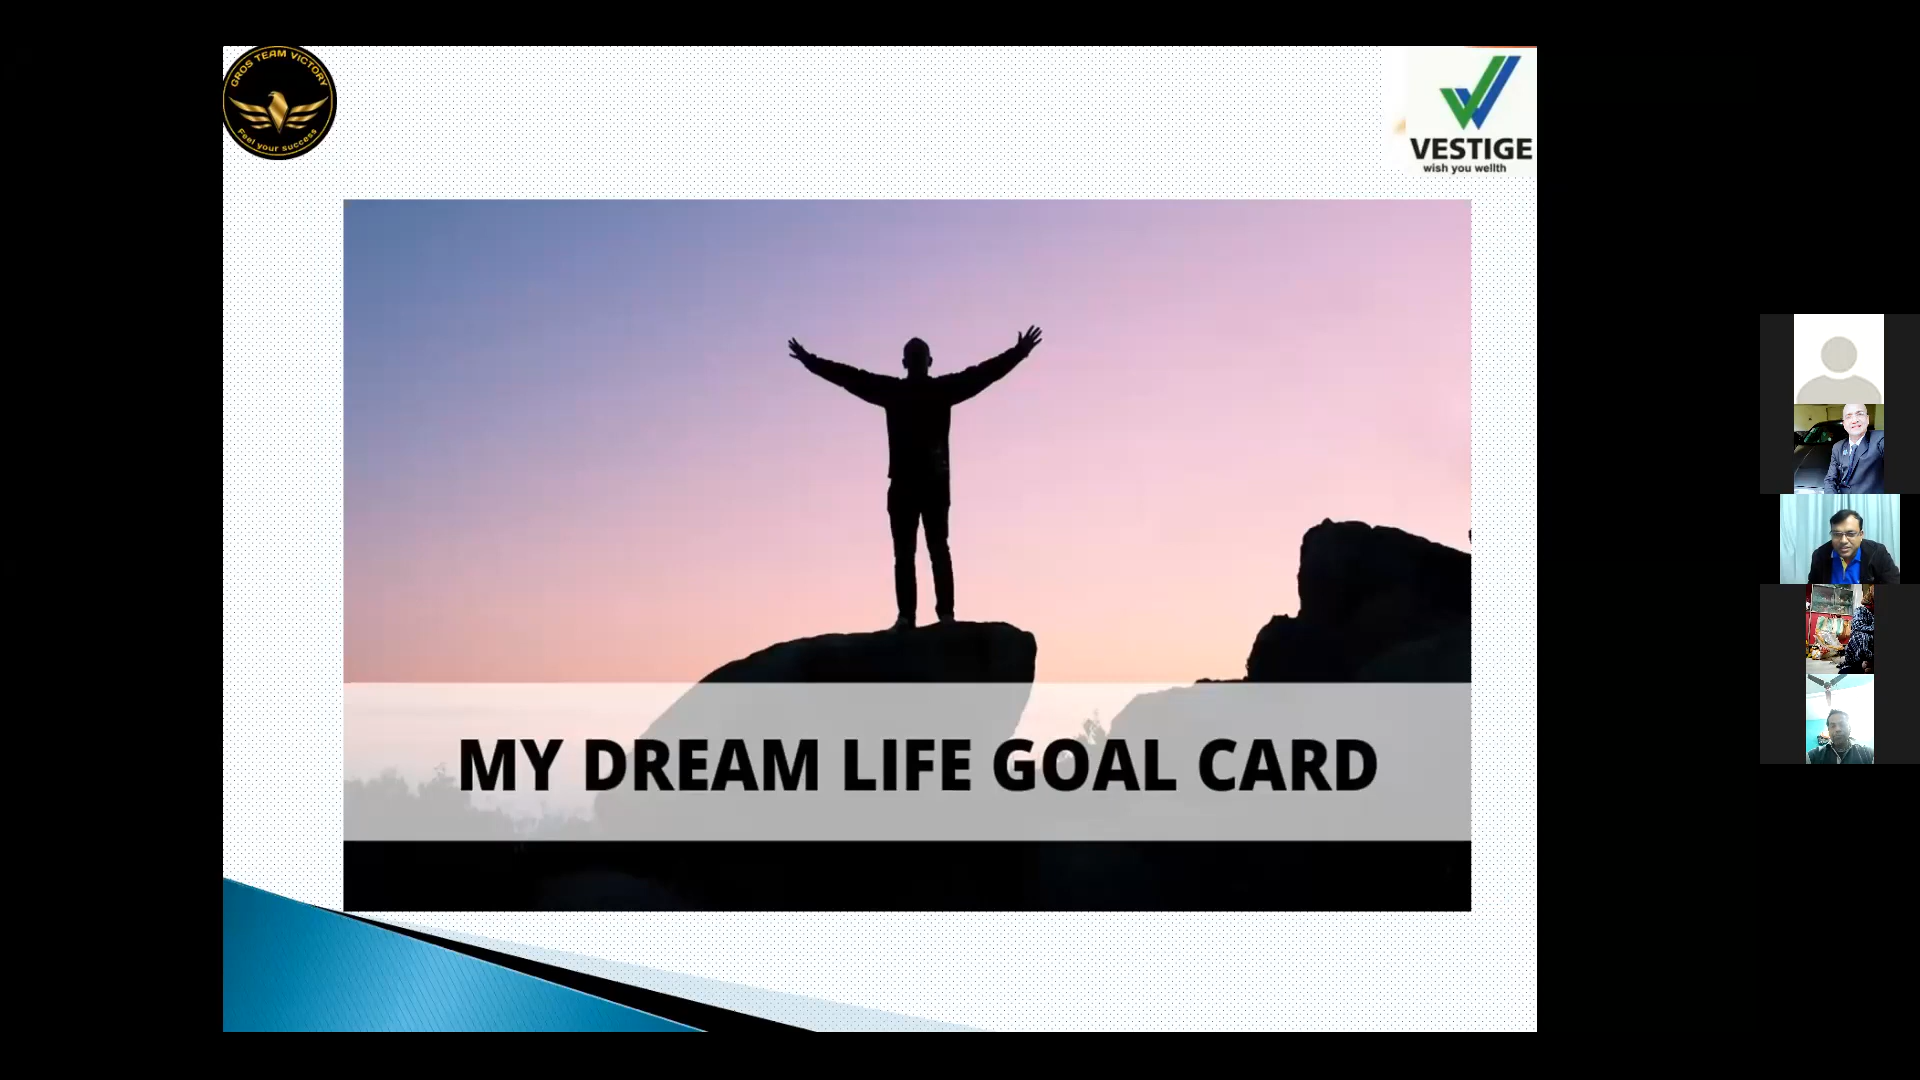 GROS TEAM VICTORY
Feel your success
VESTIGE
wish you wellth
MY DREAM LIFE GOAL CARD